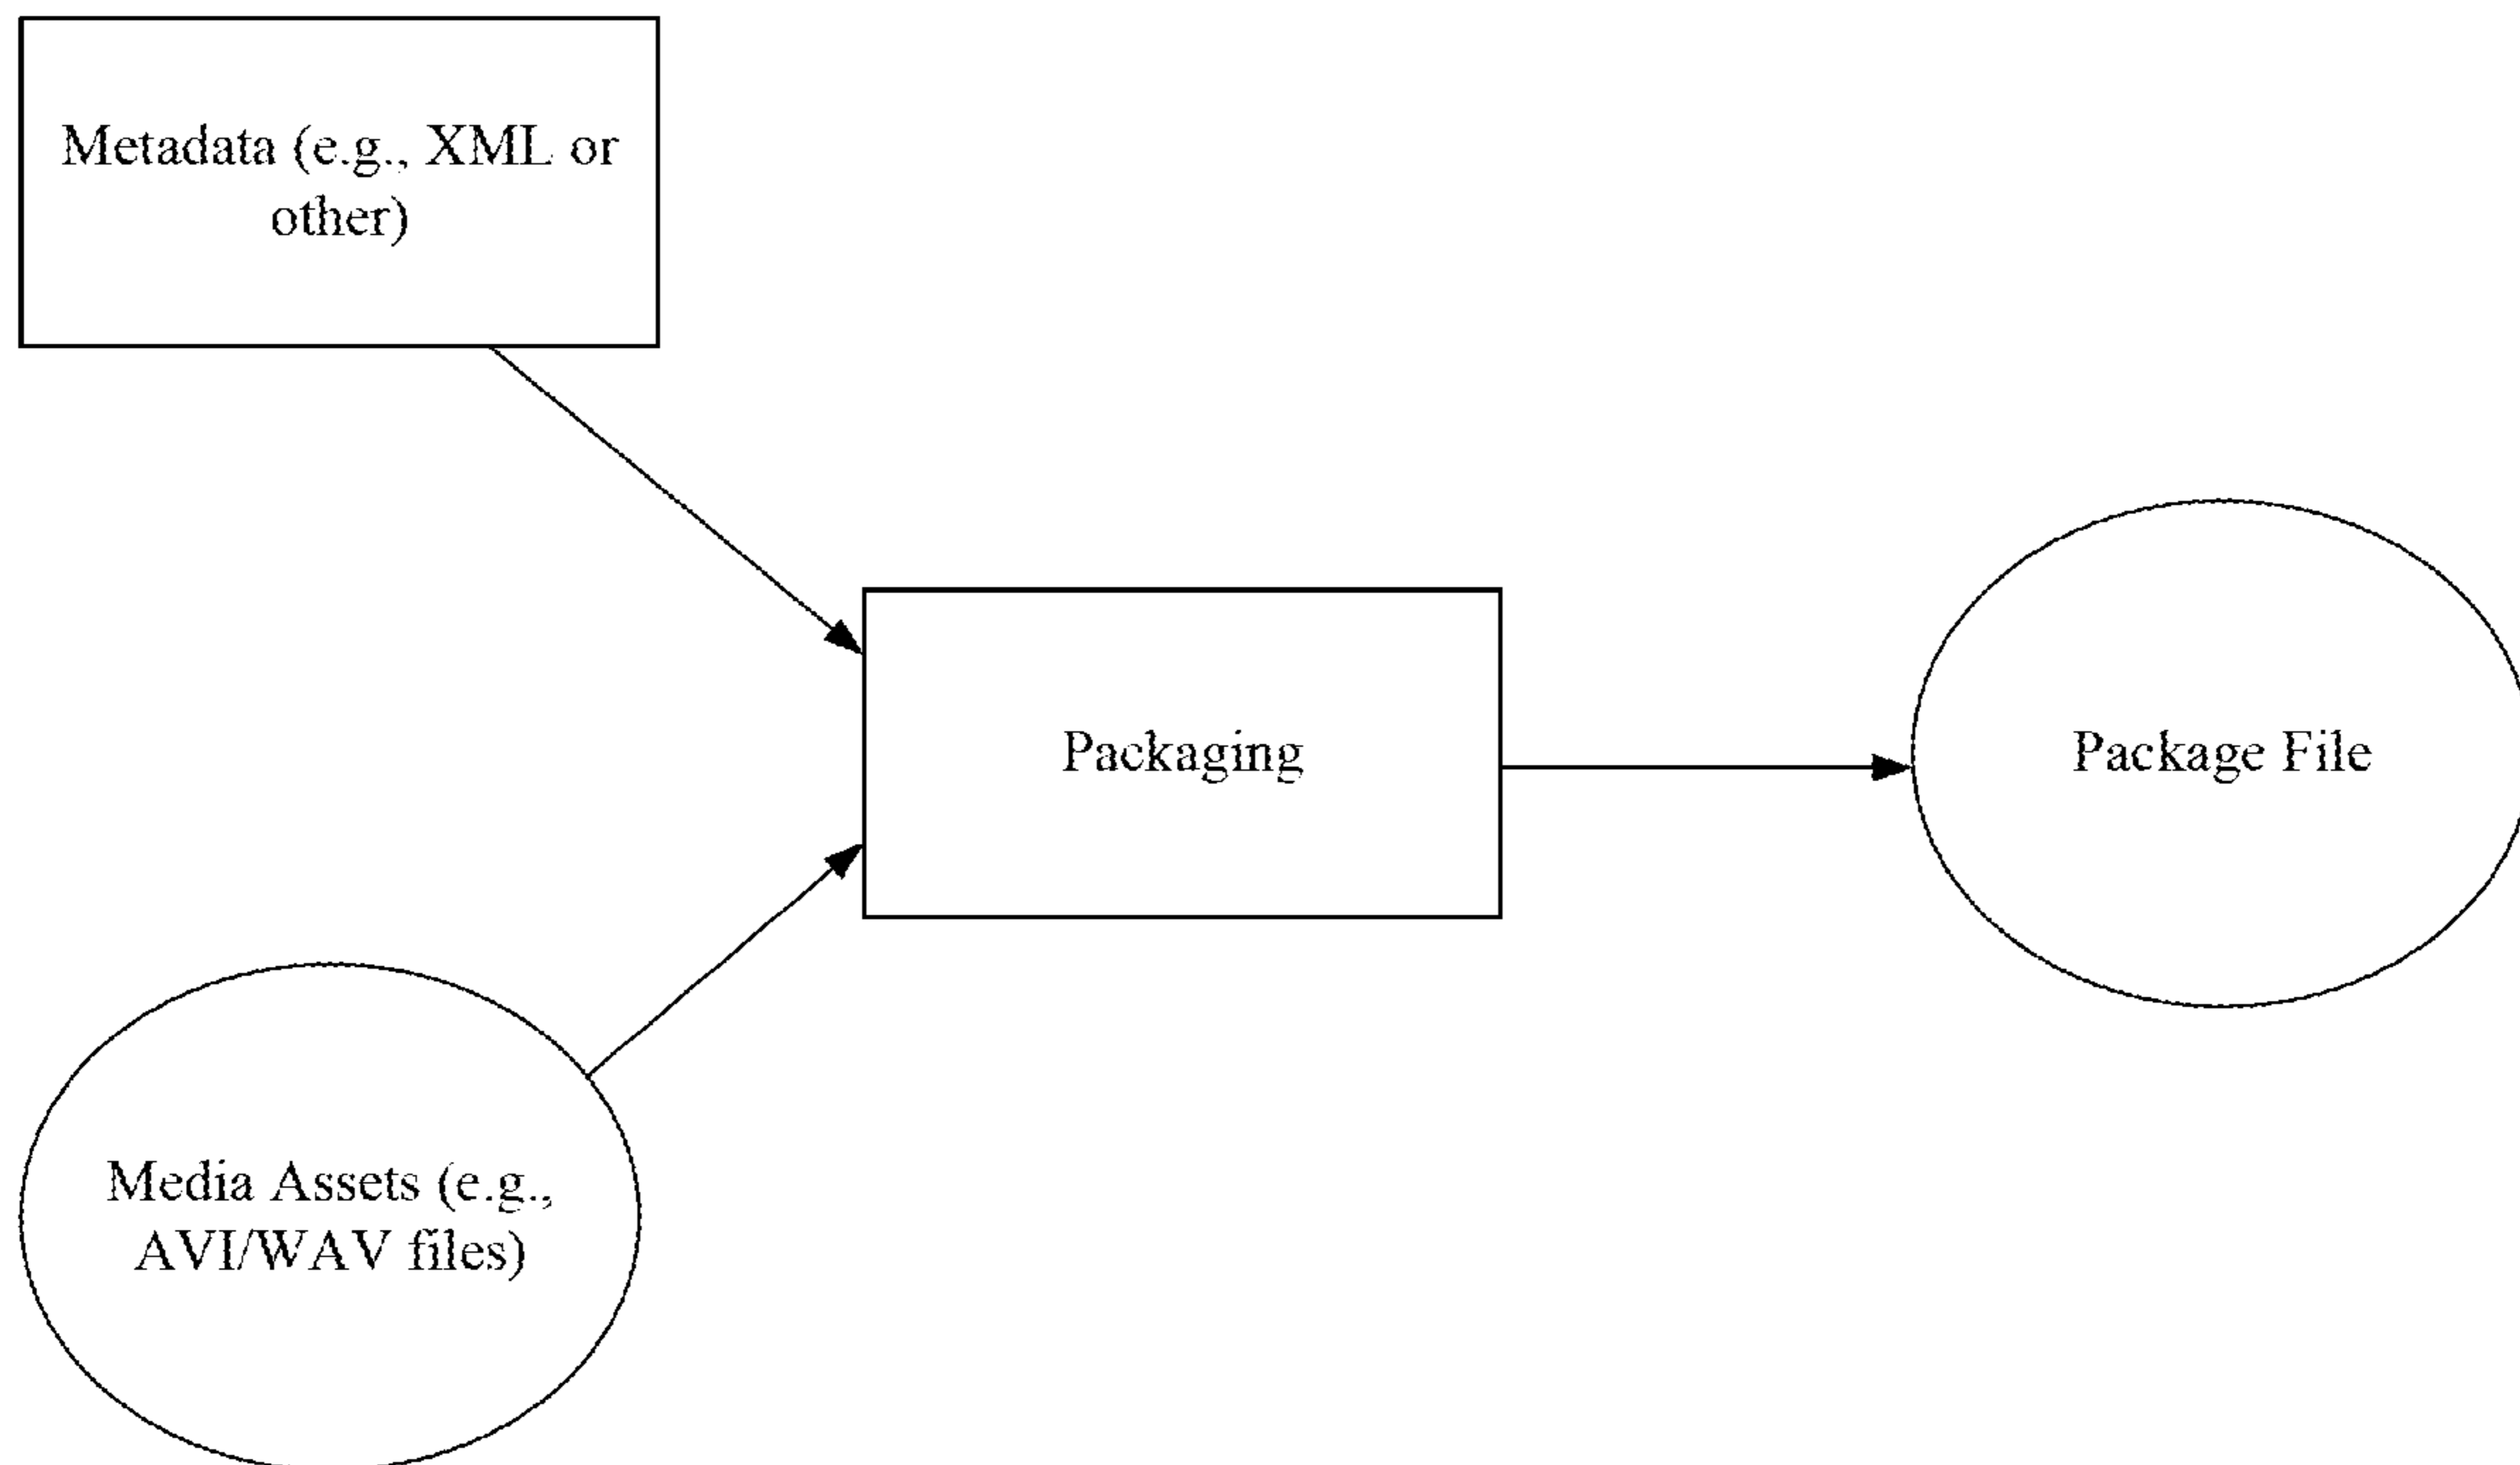 Metadata (e.g., XML or
other)
Packaging
Package File
Media Assets (e.g.,
AVI/WAV files)